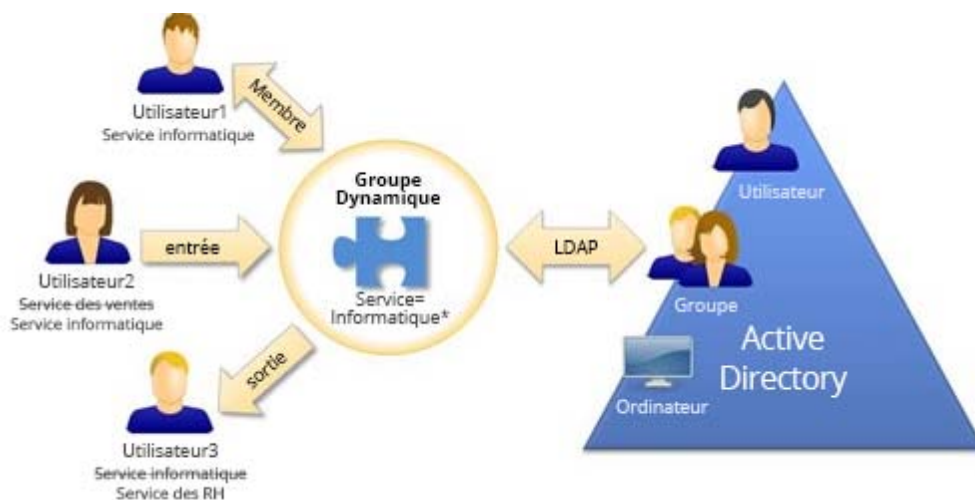 Utilisateur1
Service informatique
Membre
Utilisateur2
Service des ventes
Service informatique
entrée
Utilisateur3
Service informatique
Service des RH
sortie
Groupe
Dynamique
Service=
Informatique*
LDAP
Utilisateur
Groupe
Ordinateur
Active
Directory